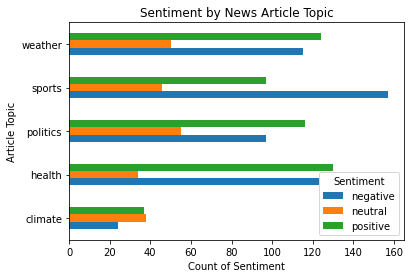 Sentiment by News Article Topic
weather
sports
politics
health
climate
Article Topic
Sentiment
negative
neutral
positive
0 20 40 60 80 100 120 140 160
Count of Sentiment